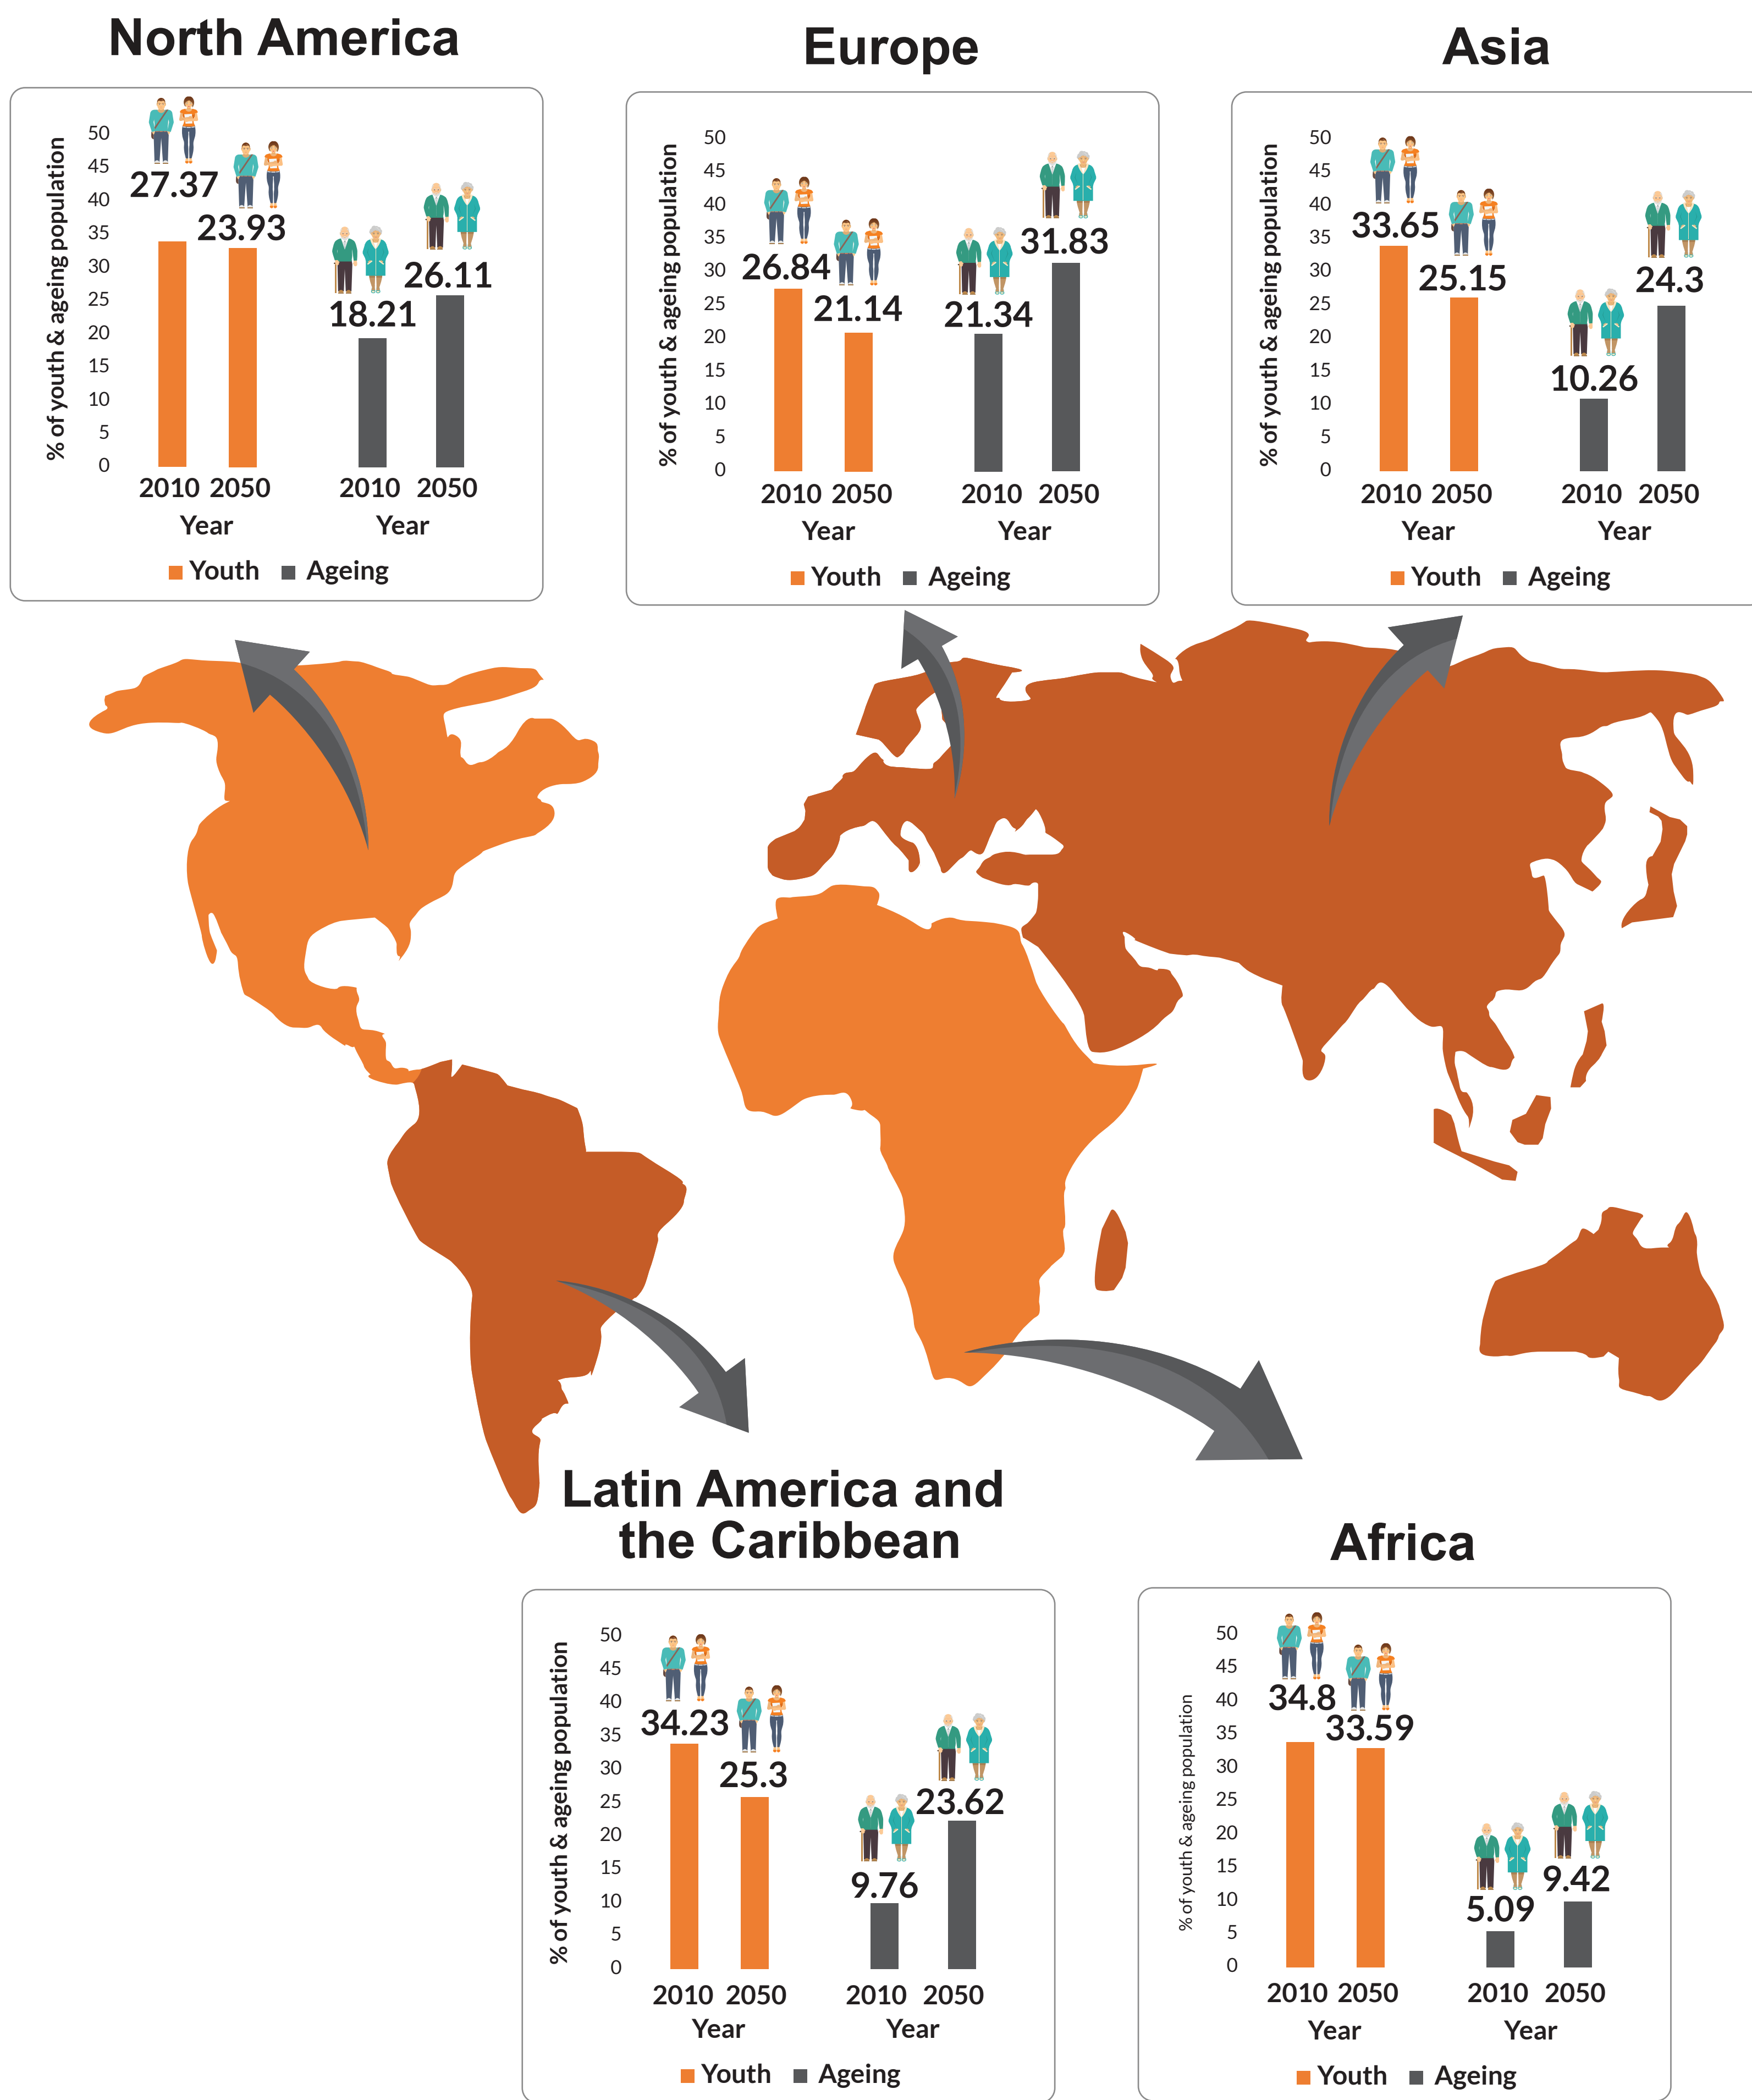 North America
% of youth & ageing population
50
45
40
35
30
25
20
15
10
5
0
27.37
23.93
18.21
26.11
2010 2050 2010 2050
Year Year
Youth Ageing
Europe
% of youth & ageing population
50
45
40
35
30
25
20
15
10
5
0
26.84
21.14
21.34
31.83
2010 2050 2010 2050
Year Year
Youth Ageing
Asia
% of youth & ageing population
50
45
40
35
30
25
20
15
10
5
0
33.65
25.15
10.26
24.3
2010 2050 2010 2050
Year Year
Youth Ageing
Latin America and
the Caribbean
% of youth & ageing population
50
45
40
35
30
25
20
15
10
5
0
34.23
25.3
9.76
23.62
2010 2050 2010 2050
Year Year
Youth Ageing
Africa
% of youth & ageing population
50
45
40
35
30
25
20
15
10
5
0
34.8
33.59
5.09
9.42
2010 2050 2010 2050
Year Year
Youth Ageing